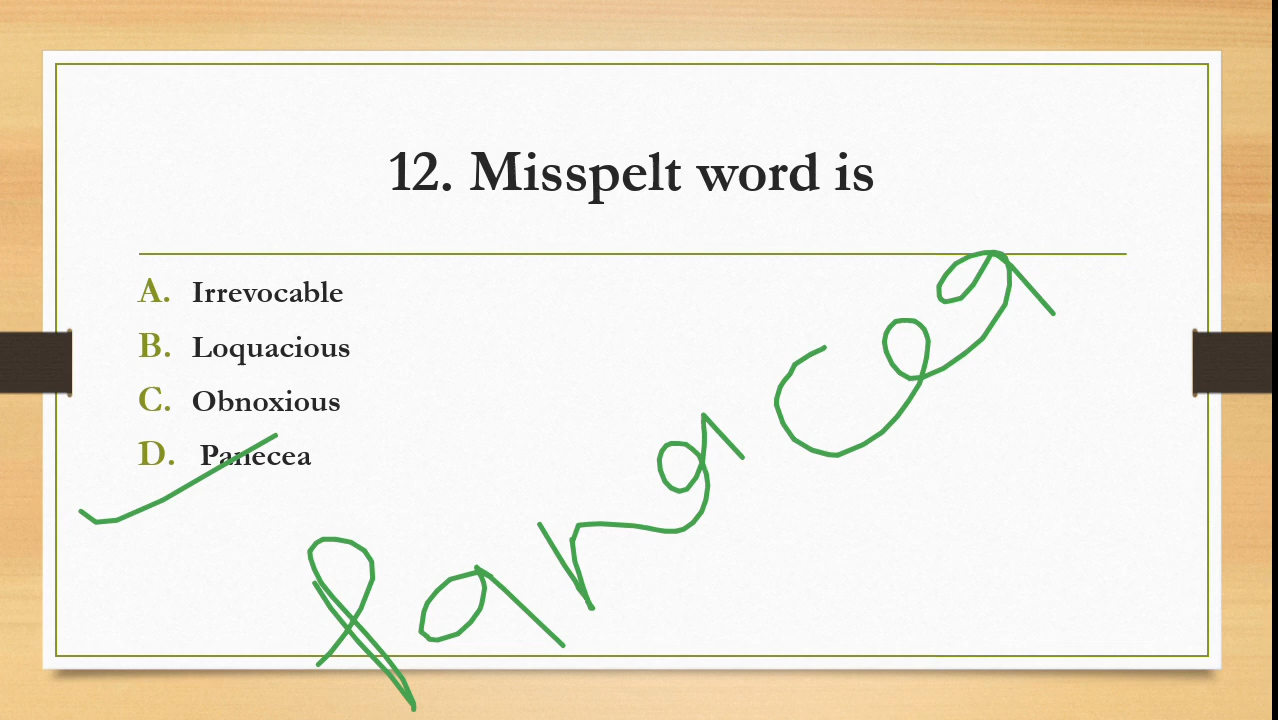 12. Misspelt word is
A. Irrevocable
B. Loquacious
C. Obnoxious
D. Panecea
Panacea